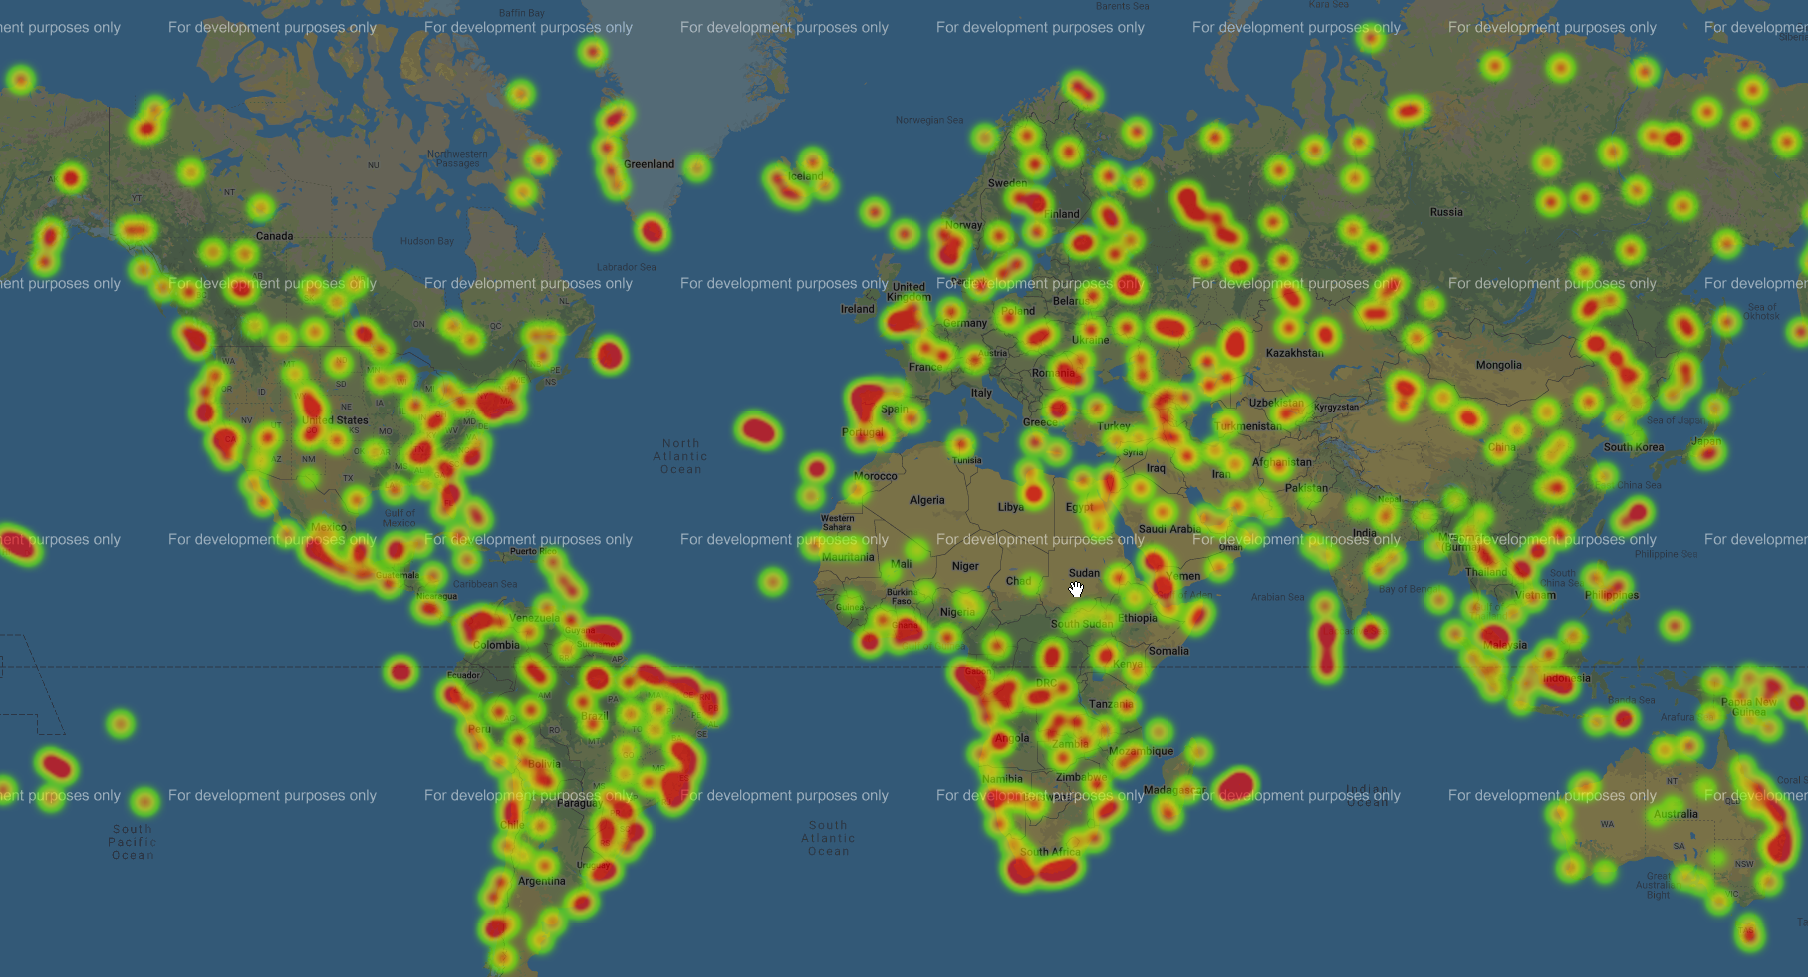 Baffin Bay
Barents Sea
Kara Sea
ent purposes only
For development purposes only
For development purposes only
For development purposes only
For development purposes only
For development purposes only
For development purposes only
For developmen
Norwegian Sea
Northwestern
Passages
NU
Greenland
Iceland
Sweden
YT
NT
Finland
Russia
Norway
Canada
Hudson Bay
Labrador Sea
ent purposes only
For development purposes only
For development purposes only
For development purposes only
For development purposes only
For development purposes only
For development purposes only
For developmen
United
Kingdom
Ireland
Belarus
Poland
Germany
NL
ON
QC
Sea of
Okhotsk
Ukraine
Austria
Kazakhstan
Mongolia
France
Romania
WA
PE
NS
OR
ID
SD
Italy
NE
IA
United States
Spain
Uzbekistan
Kyrgyzstan
Portugal
Greece
Turkey
Turkmenistan
Sea of Japan
NV
CO
KS
MO
MD
DE
CA
North
Atlantic
Ocean
Tunisia
Syria
China
South Korea
Japan
AZ
NM
OK
Iraq
Iran
Afghanistan
Morocco
TX
Algeria
Libya
Egypt
Pakistan
Nepal
China Sea
Gulf of
Mexico
Mexico
Western
Sahara
Saudi Arabia
India
ent purposes only
For development purposes only
For development purposes only
For development purposes only
For development purposes only
For development purposes only
For development purposes only
For developmen
Puerto Rico
Mauritania
Mali
Niger
Chad
Sudan
Oman
Yemen
(Burma)
Philippine Sea
Guatemala
Caribbean Sea
Thailand
South
China Sea
Nicaragua
Burkina
Faso
Guinea
Nigeria
Gulf of Aden
Arabian Sea
Bay of Bengal
Vietnam
Philippines
Venezuela
Guyana
Suriname
Ghana
South Sudan
Ethiopia
Colombia
Somalia
Malaysia
AP
Ecuador
Gabon
Kenya
DRC
Indonesia
AM
PA
Banda Sea
Papua New
Guinea
Peru
Brazil
Tanzania
Arafura
RO
MT
TO
SE
Angola
Zambia
Mozambique
Bolivia
Namibia
Zimbabwe
Madagascar
NT
Coral S
ent purposes only
For development purposes only
For development purposes only
For development purposes only
For development purposes only
For development purposes only
For development purposes only
For developmen
Paraguay
Indian
Ocean
Australia
South
Pacific
Ocean
Chile
South
Atlantic
Ocean
WA
SA
South Africa
NSW
Uruguay
Argentina
Great
Australian
Bight